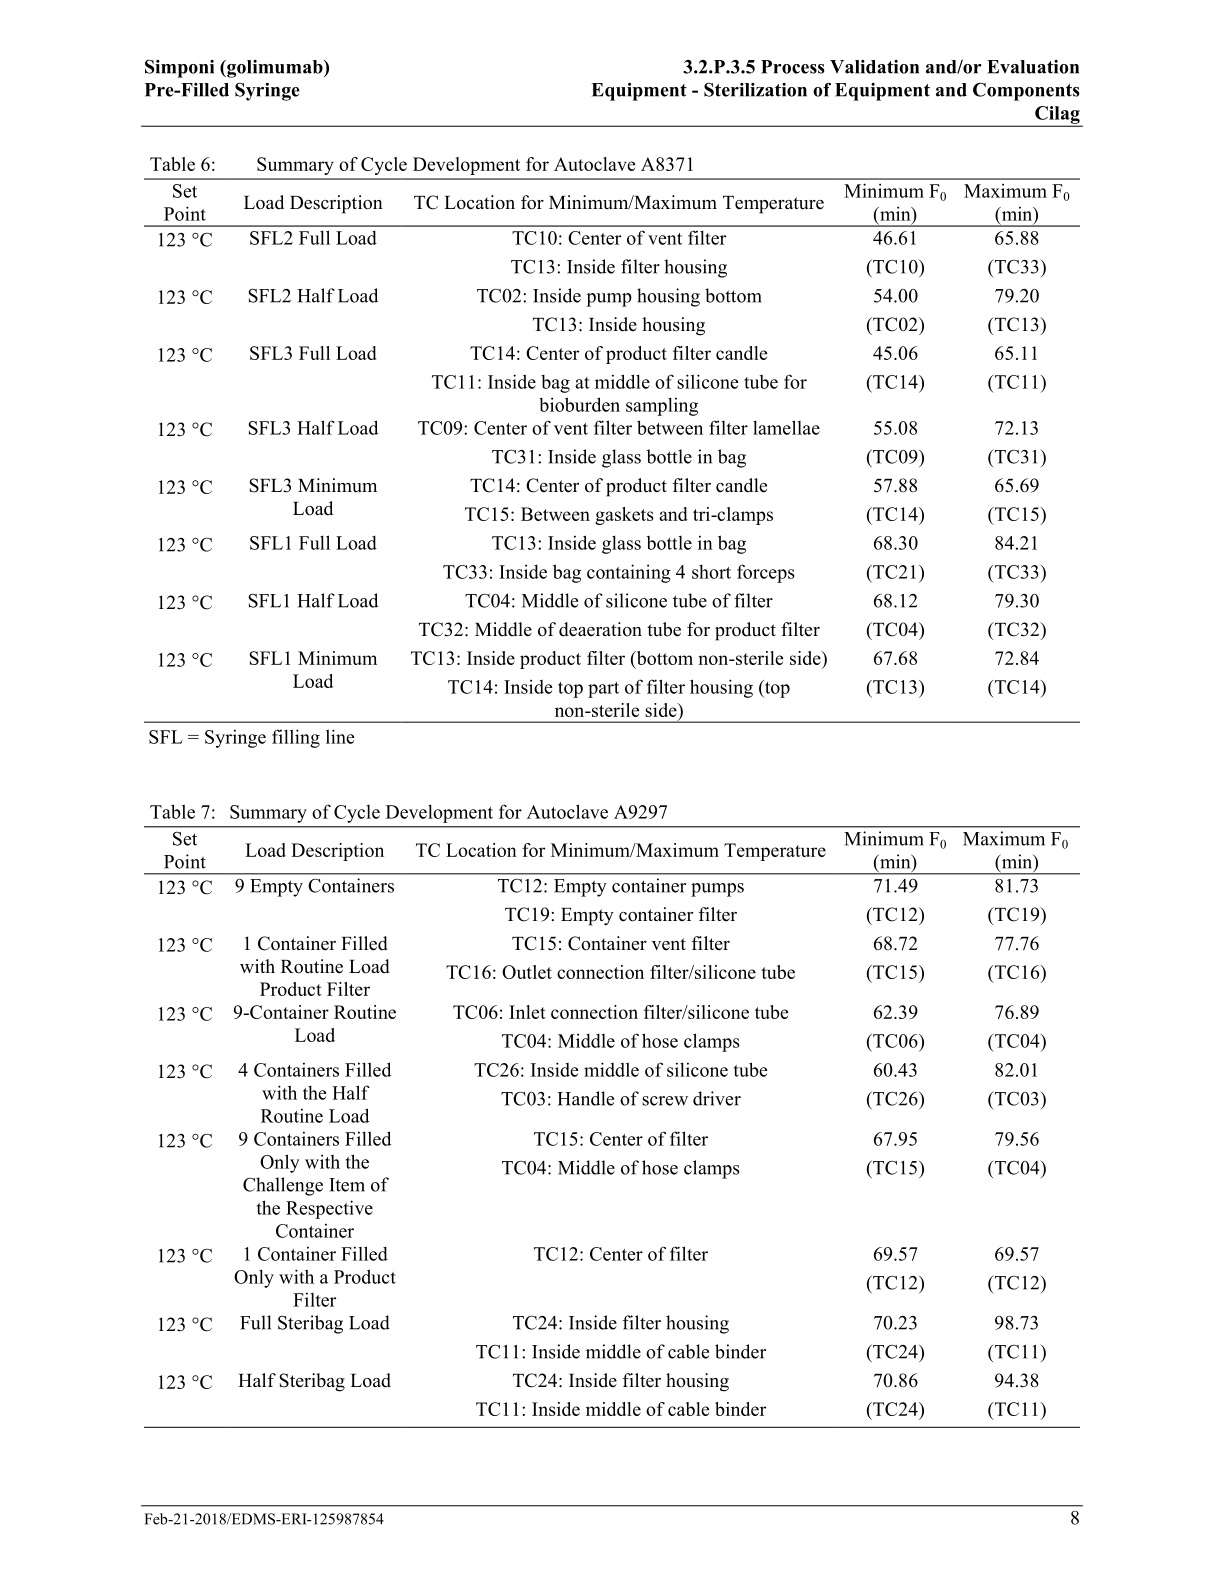 Simponi (golimumab) 3.2.P.3.5 Process Validation and/or Evaluation
Pre-Filled Syringe Equipment - Sterilization of Equipment and Components
Cilag
Table 6: Summary of Cycle Development for Autoclave A8371
Set Point Load Description TC Location for Minimum/Maximum Temperature Minimum F0 (min) Maximum F0 (min)
123 °C SFL2 Full Load TC10: Center of vent filter 46.61 65.88
TC13: Inside filter housing (TC10) (TC33)
123 °C SFL2 Half Load TC02: Inside pump housing bottom 54.00 79.20
TC13: Inside housing (TC02) (TC13)
123 °C SFL3 Full Load TC14: Center of product filter candle 45.06 65.11
TC11: Inside bag at middle of silicone tube for (TC14) (TC11)
bioburden sampling
123 °C SFL3 Half Load TC09: Center of vent filter between filter lamellae 55.08 72.13
TC31: Inside glass bottle in bag (TC09) (TC31)
123 °C SFL3 Minimum TC14: Center of product filter candle 57.88 65.69
Load TC15: Between gaskets and tri-clamps (TC14) (TC15)
123 °C SFL1 Full Load TC13: Inside glass bottle in bag 68.30 84.21
TC33: Inside bag containing 4 short forceps (TC21) (TC33)
123 °C SFL1 Half Load TC04: Middle of silicone tube of filter 68.12 79.30
TC32: Middle of deaeration tube for product filter (TC04) (TC32)
123 °C SFL1 Minimum TC13: Inside product filter (bottom non-sterile side) 67.68 72.84
Load TC14: Inside top part of filter housing (top (TC13) (TC14)
non-sterile side)
SFL = Syringe filling line
Table 7: Summary of Cycle Development for Autoclave A9297
Set Point Load Description TC Location for Minimum/Maximum Temperature Minimum F0 (min) Maximum F0 (min)
123 °C 9 Empty Containers TC12: Empty container pumps 71.49 81.73
TC19: Empty container filter (TC12) (TC19)
123 °C 1 Container Filled TC15: Container vent filter 68.72 77.76
with Routine Load TC16: Outlet connection filter/silicone tube (TC15) (TC16)
Product Filter
123 °C 9-Container Routine TC06: Inlet connection filter/silicone tube 62.39 76.89
Load TC04: Middle of hose clamps (TC06) (TC04)
123 °C 4 Containers Filled TC26: Inside middle of silicone tube 60.43 82.01
with the Half TC03: Handle of screw driver (TC26) (TC03)
Routine Load
123 °C 9 Containers Filled TC15: Center of filter 67.95 79.56
Only with the TC04: Middle of hose clamps (TC15) (TC04)
Challenge Item of
the Respective
Container
123 °C 1 Container Filled TC12: Center of filter 69.57 69.57
Only with a Product (TC12) (TC12)
Filter
123 °C Full Steribag Load TC24: Inside filter housing 70.23 98.73
TC11: Inside middle of cable binder (TC24) (TC11)
123 °C Half Steribag Load TC24: Inside filter housing 70.86 94.38
TC11: Inside middle of cable binder (TC24) (TC11)
Feb-21-2018/EDMS-ERI-125987854 8